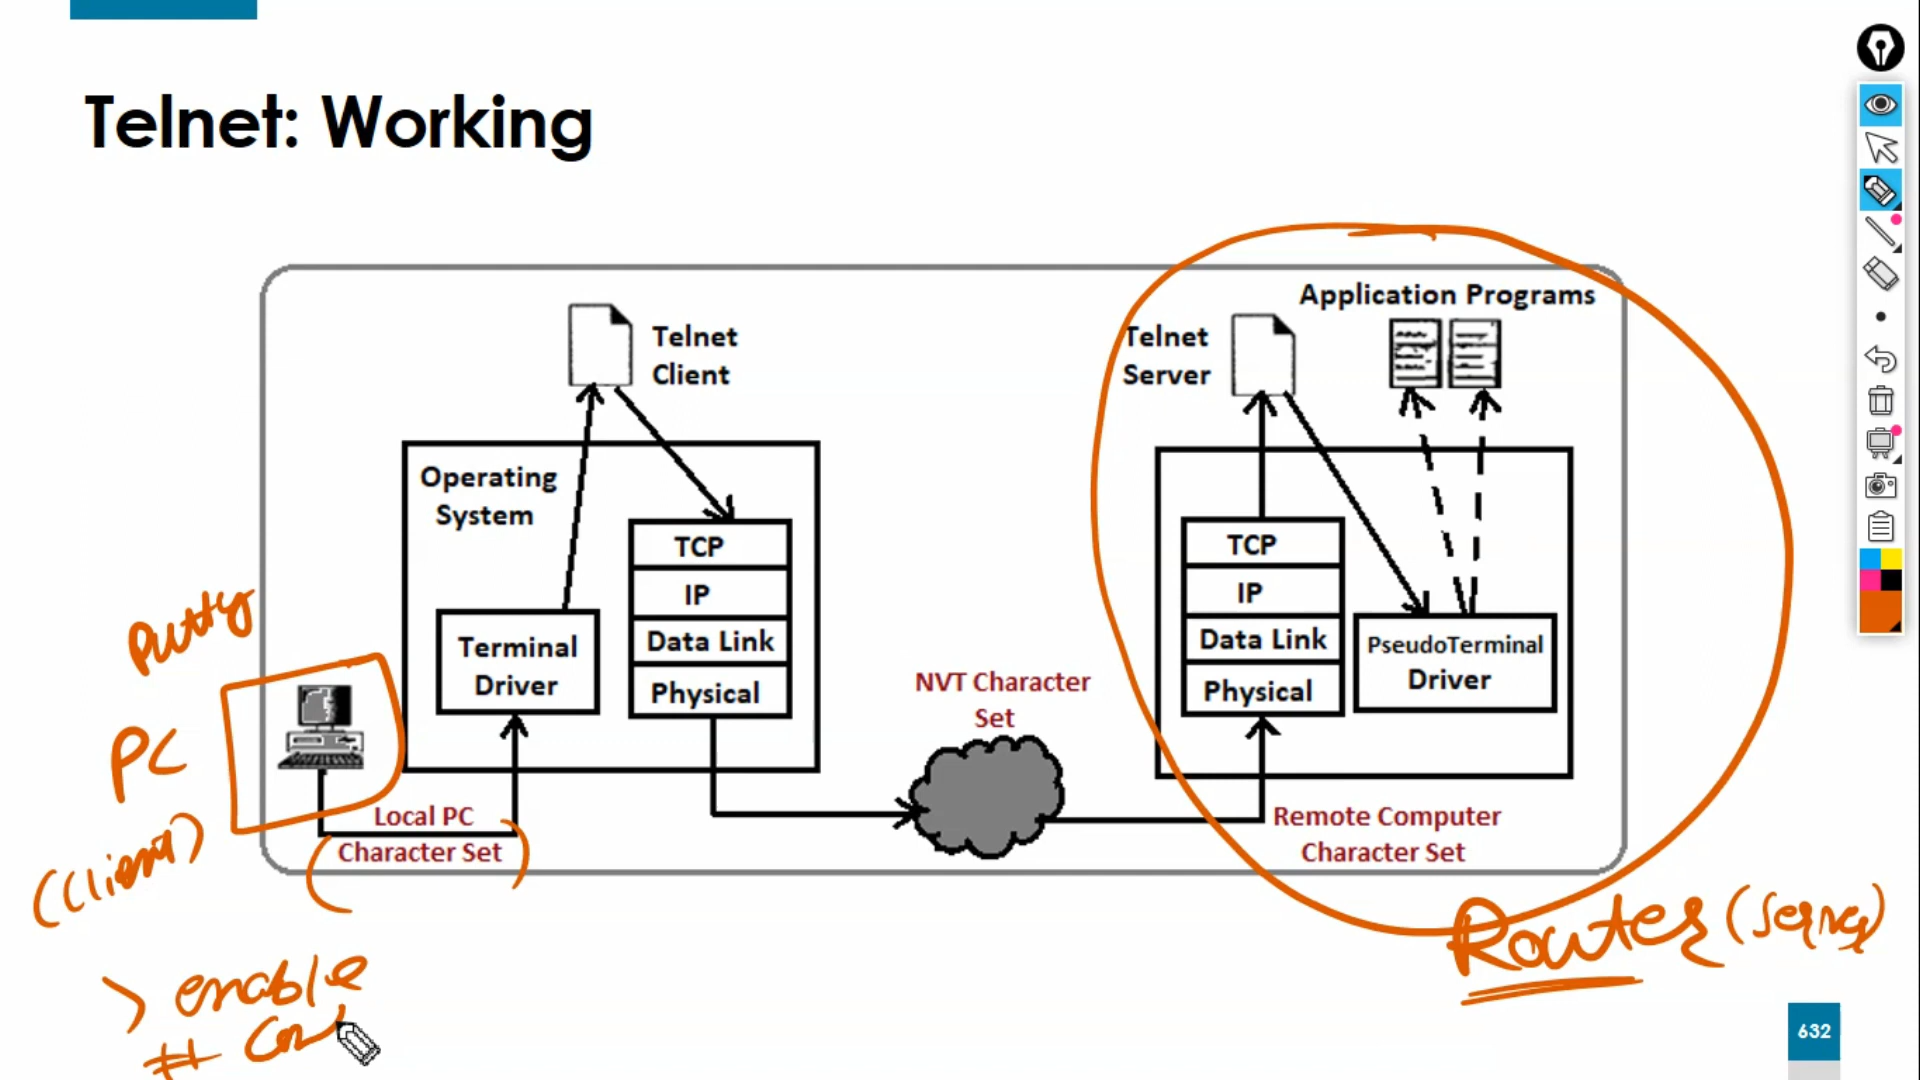 Telnet: Working
Telnet
Client
Telnet
Server
Application Programs
Operating
System
TCP
IP
Data Link
Physical
Terminal
Driver
TCP
IP
Data Link
Physical
PseudoTerminal
Driver
NVT Character
Set
Local PC
Character Set
Remote Computer
Character Set
Putty
PC
(Client)
> enable
# con
Router (Server)
632